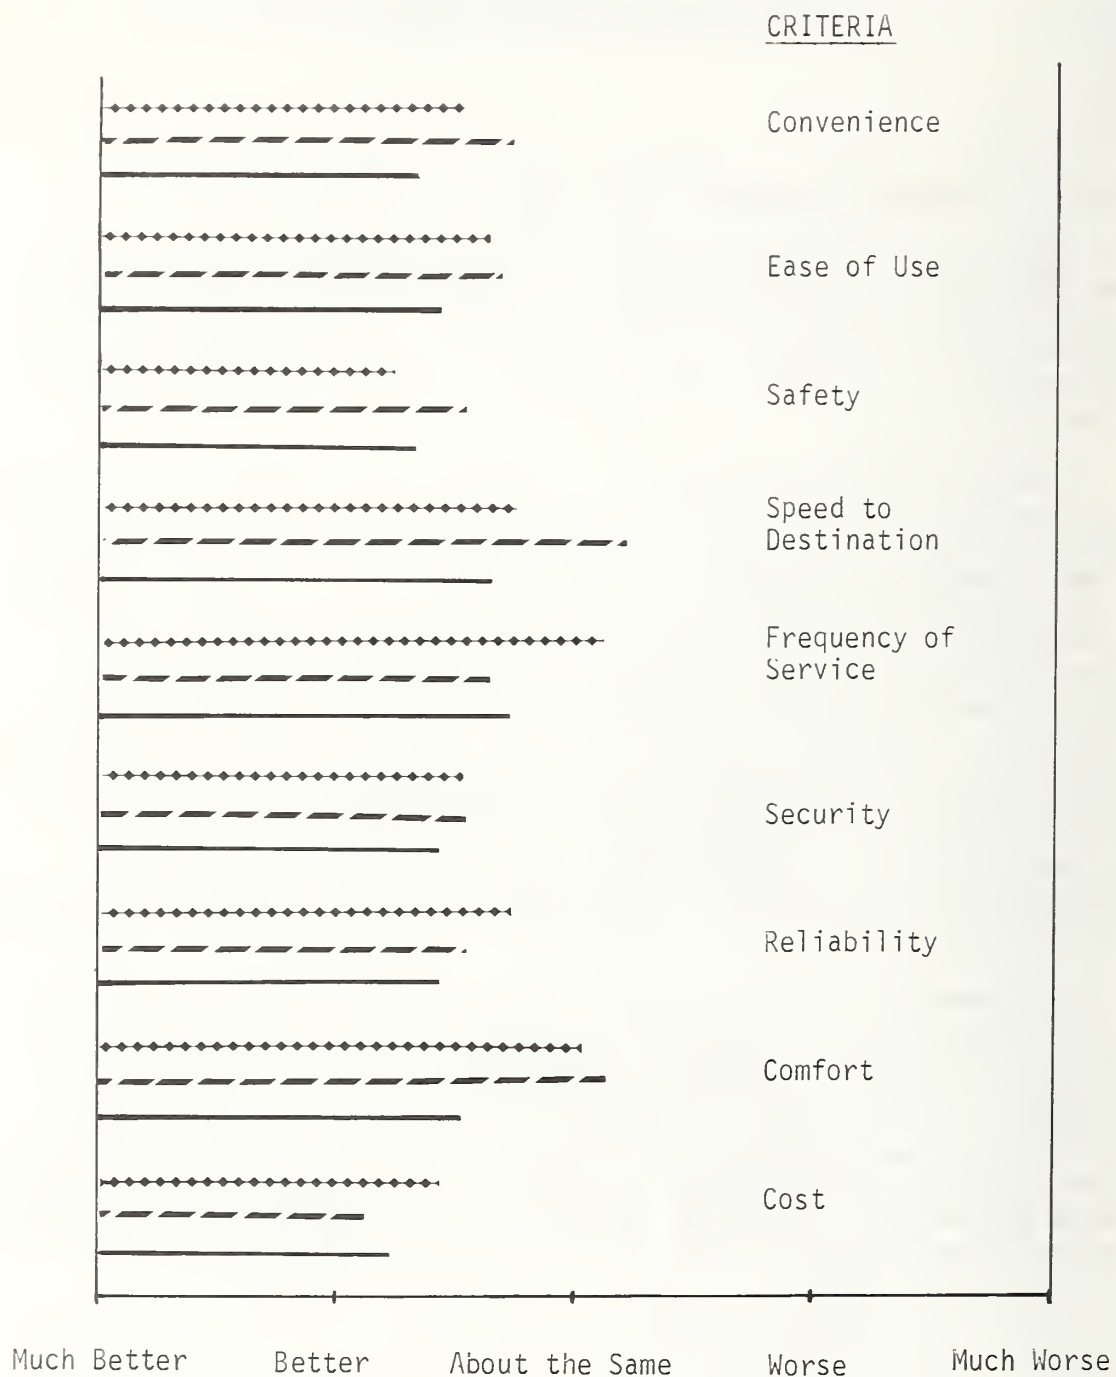 CRITERIA
Convenience
Ease of Use
Safety
Speed to
Destination
Frequency of
Service
Security
Reliability
Comfort
Cost
Much Better Better About the Same Worse Much Worse